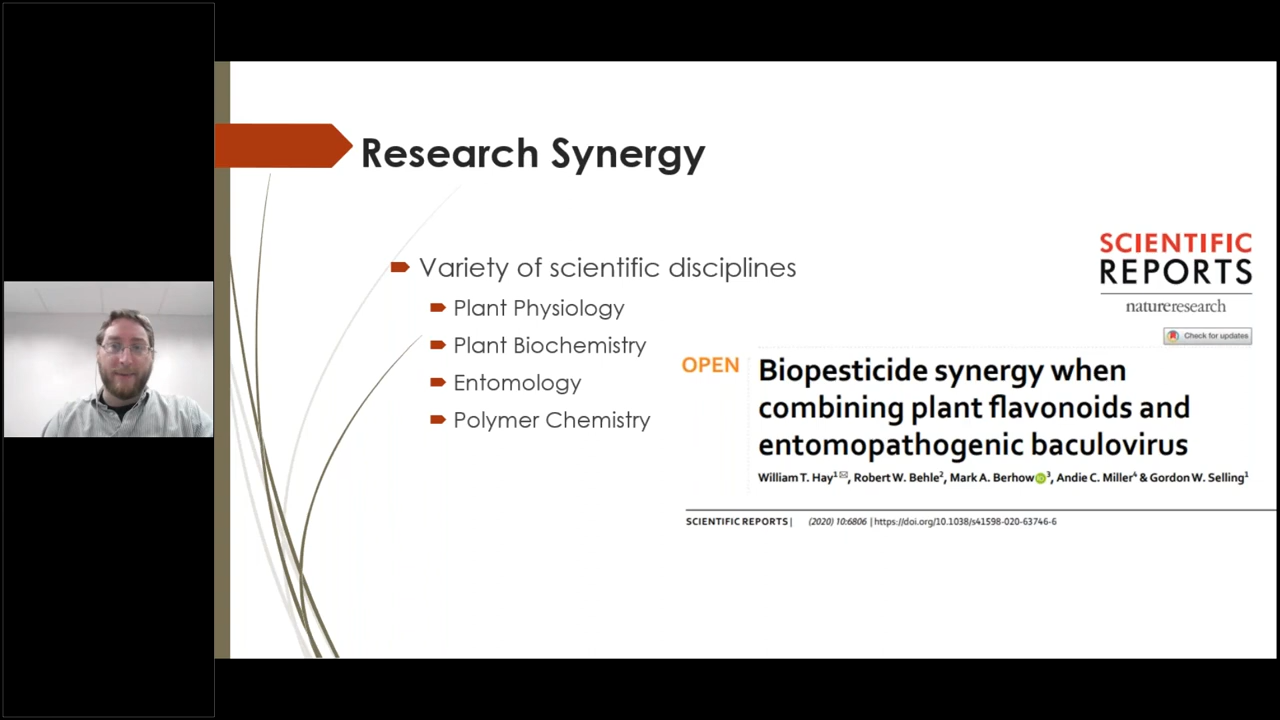 Research Synergy
Variety of scientific disciplines
Plant Physiology
Plant Biochemistry
Entomology
Polymer Chemistry
SCIENTIFIC
REPORTS
natureresearch
Check for updates
OPEN
Biopesticide synergy when
combining plant flavonoids and
entomopathogenic baculovirus
William T. Hay¹✉, Robert W. Behle², Mark A. Berhow iD³, Andie C. Miller⁴ & Gordon W. Selling¹
SCIENTIFIC REPORTS | (2020) 10:6806 | https://doi.org/10.1038/s41598-020-63746-6